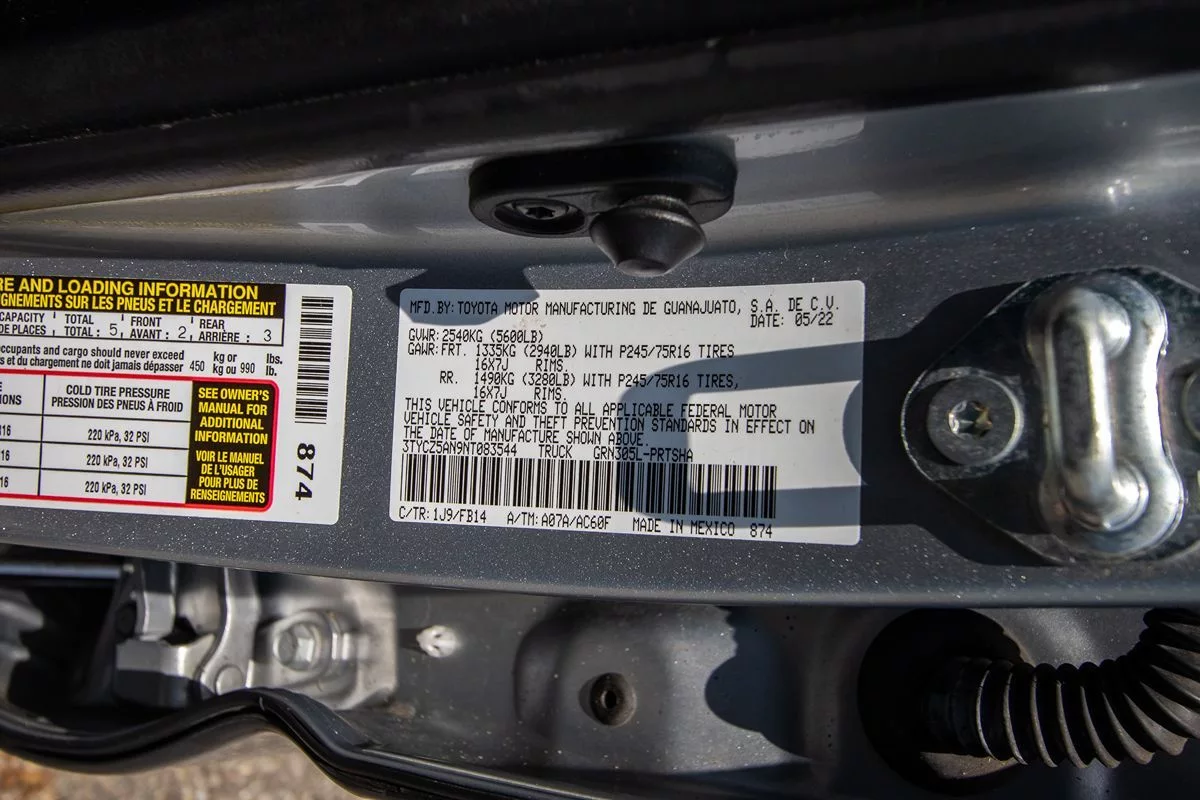 RE AND LOADING INFORMATION
GNEMENTS SUR LES PNEUS ET LE CHARGEMENT
CAPACITY TOTAL FRONT REAR
DE PLACES TOTAL : 5 AVANT : 2 ARRIÈRE : 3
ccupants and cargo should never exceed kg or lbs.
s et du chargement ne doit jamais dépasser 450 kg ou 990 lb.
COLD TIRE PRESSURE
ONS PRESSION DES PNEUS À FROID
R16 220 kPa, 32 PSI
16 220 kPa, 32 PSI
16 220 kPa, 32 PSI
SEE OWNER'S
MANUAL FOR
ADDITIONAL
INFORMATION
VOIR LE MANUEL
DE L'USAGER
POUR PLUS DE
RENSEIGNEMENTS
874
MFD. BY: TOYOTA MOTOR MANUFACTURING DE GUANAJUATO, S.A. DE C.V.
DATE: 05/22
GVWR: 2540KG (5600LB)
GAWR: FRT. 1335KG (2940LB) WITH P245/75R16 TIRES
16X7J RIMS.
RR. 1490KG (3280LB) WITH P245/75R16 TIRES,
16X7J RIMS.
THIS VEHICLE CONFORMS TO ALL APPLICABLE FEDERAL MOTOR
VEHICLE SAFETY AND THEFT PREVENTION STANDARDS IN EFFECT ON
THE DATE OF MANUFACTURE SHOWN ABOVE.
3TYCZ5AN9NT083544 TRUCK GRN305L-PRTSHA
C/TR: 1J9/FB14 A/TM: A07A/AC60F MADE IN MEXICO 874